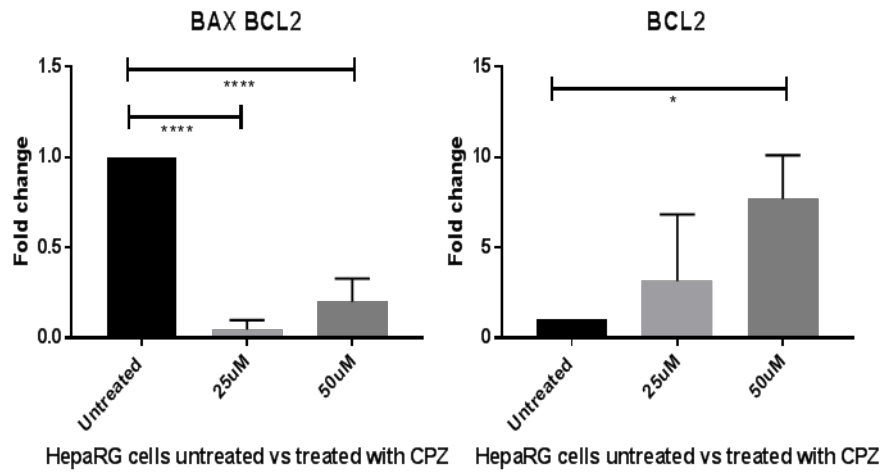 BAX BCL2
1.5
1.0
0.5
0.0
Fold change
****
****
Untreated
25uM
50uM
HepaRG cells untreated vs treated with CPZ
BCL2
15
10
5
0
Fold change
*
Untreated
25uM
50uM
HepaRG cells untreated vs treated with CPZ